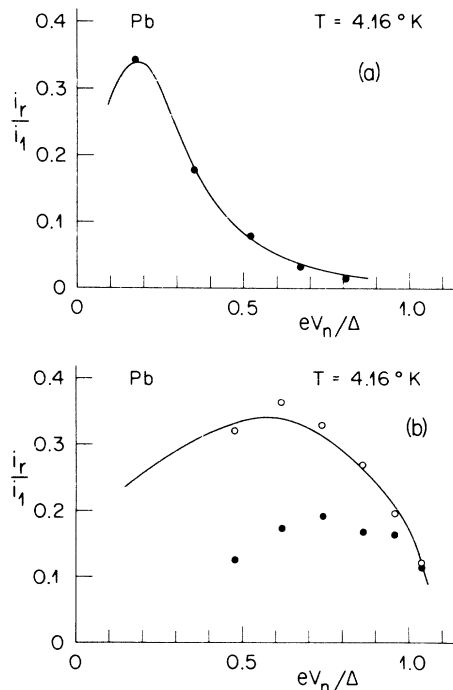 Pb
T = 4.16 ° K
(a)
0.4
0.3
0.2
0.1
0
i_r
i_1
0
0.5
1.0
eV_n/Δ
Pb
T = 4.16 ° K
(b)
0.4
0.3
0.2
0.1
0
i_r
i_1
0
0.5
1.0
eV_n/Δ